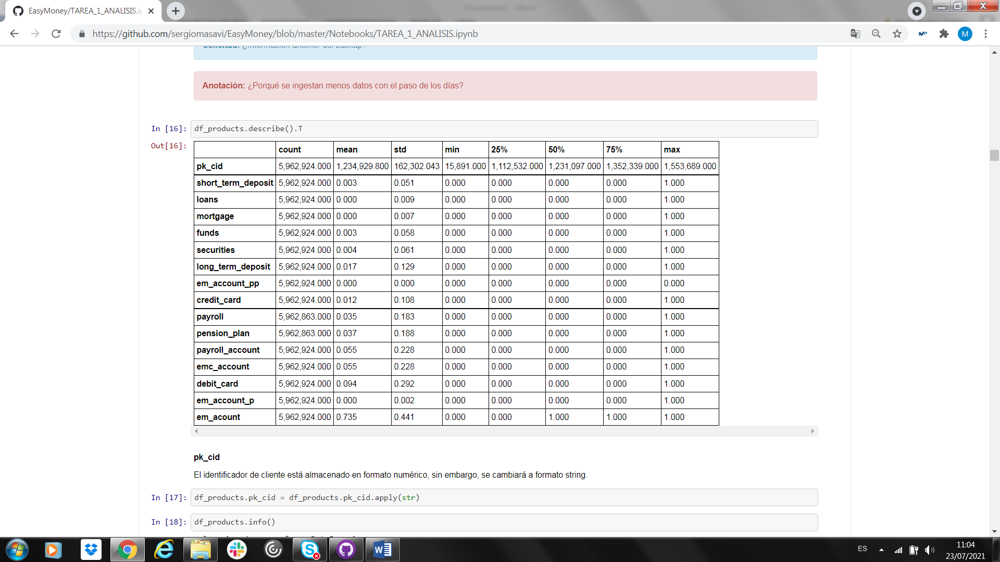 EasyMoney/TAREA_1_ANALISIS.ip
https://github.com/sergiomasavi/EasyMoney/blob/master/Notebooks/TAREA_1_ANALISIS.ipynb
M
Solicitud: ¿Información anterior del backup?
Anotación: ¿Porqué se ingestan menos datos con el paso de los días?
In [16]: df_products.describe().T
Out[16]:
count mean std min 25% 50% 75% max
pk_cid 5,962,924.000 1,234,929.800 162,302.043 15,891.000 1,112,532.000 1,231,097.000 1,352,339.000 1,553,689.000
short_term_deposit 5,962,924.000 0.003 0.051 0.000 0.000 0.000 0.000 1.000
loans 5,962,924.000 0.000 0.009 0.000 0.000 0.000 0.000 1.000
mortgage 5,962,924.000 0.000 0.007 0.000 0.000 0.000 0.000 1.000
funds 5,962,924.000 0.003 0.058 0.000 0.000 0.000 0.000 1.000
securities 5,962,924.000 0.004 0.061 0.000 0.000 0.000 0.000 1.000
long_term_deposit 5,962,924.000 0.017 0.129 0.000 0.000 0.000 0.000 1.000
em_account_pp 5,962,924.000 0.000 0.000 0.000 0.000 0.000 0.000 0.000
credit_card 5,962,924.000 0.012 0.108 0.000 0.000 0.000 0.000 1.000
payroll 5,962,863.000 0.035 0.183 0.000 0.000 0.000 0.000 1.000
pension_plan 5,962,863.000 0.037 0.188 0.000 0.000 0.000 0.000 1.000
payroll_account 5,962,924.000 0.055 0.228 0.000 0.000 0.000 0.000 1.000
emc_account 5,962,924.000 0.055 0.228 0.000 0.000 0.000 0.000 1.000
debit_card 5,962,924.000 0.094 0.292 0.000 0.000 0.000 0.000 1.000
em_account_p 5,962,924.000 0.000 0.002 0.000 0.000 0.000 0.000 1.000
em_acount 5,962,924.000 0.735 0.441 0.000 0.000 1.000 1.000 1.000
pk_cid
El identificador de cliente está almacenado en formato numérico, sin embargo, se cambiará a formato string.
In [17]: df_products.pk_cid = df_products.pk_cid.apply(str)
In [18]: df_products.info()
ES
11:04
23/07/2021